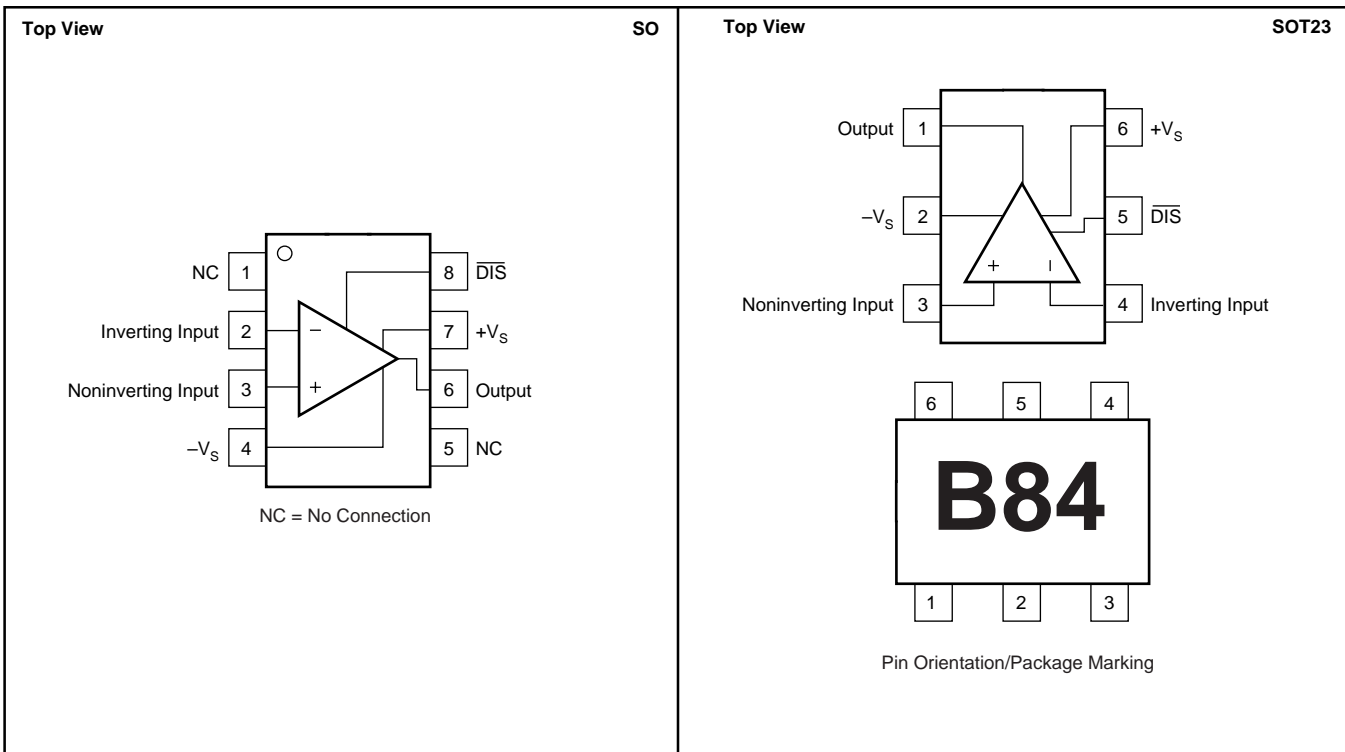 Top View SO
NC 1 8 D̅I̅S̅
Inverting Input 2 − 7 +VS
Noninverting Input 3 + 6 Output
–VS 4 5 NC
NC = No Connection
Top View SOT23
Output 1 6 +VS
–VS 2 5 D̅I̅S̅
+ −
Noninverting Input 3 4 Inverting Input
6 5 4
B84
1 2 3
Pin Orientation/Package Marking